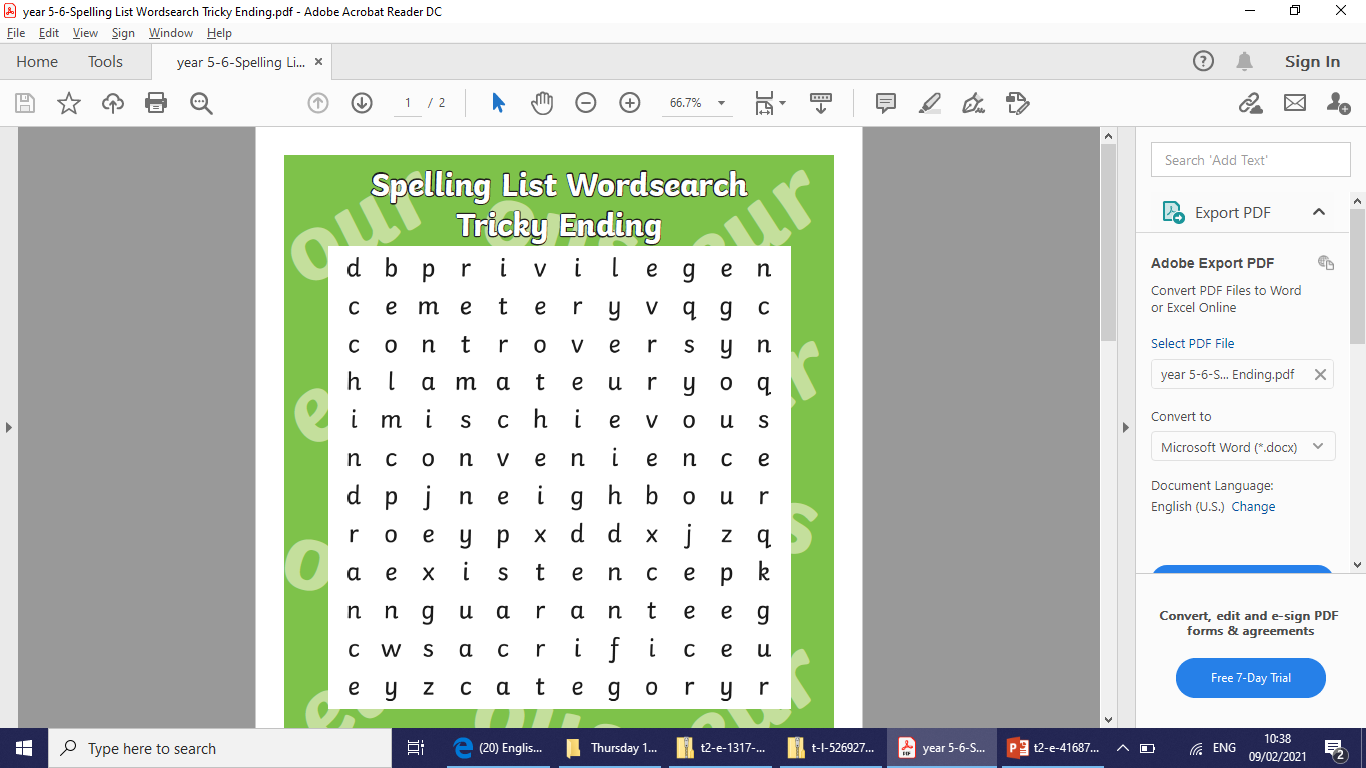 year 5-6-Spelling List Wordsearch Tricky Ending.pdf - Adobe Acrobat Reader DC
File Edit View Sign Window Help
Home Tools year 5-6-Spelling Li... × Sign In
1 / 2 66.7%
Spelling List Wordsearch
Tricky Ending
d b p r i v i l e g e n
c e m e t e r y v q g c
c o n t r o v e r s y n
h l a m a t e u r y o q
i m i s c h i e v o u s
n c o n v e n i e n c e
d p j n e i g h b o u r
r o e y p x d d x j z q
a e x i s t e n c e p k
n n g u a r a n t e e g
c w s a c r i f i c e u
e y z c a t e g o r y r
our
our
our
Search 'Add Text'
Export PDF
Adobe Export PDF
Convert PDF Files to Word
or Excel Online
Select PDF File
year 5-6-S... Ending.pdf
Convert to
Microsoft Word (*.docx)
Document Language:
English (U.S.) Change
Convert, edit and e-sign PDF
forms & agreements
Free 7-Day Trial
Type here to search
(20) Englis...
Thursday 1...
t2-e-1317-...
t-l-526927...
year 5-6-S...
t2-e-41687...
ENG
10:38
09/02/2021
2